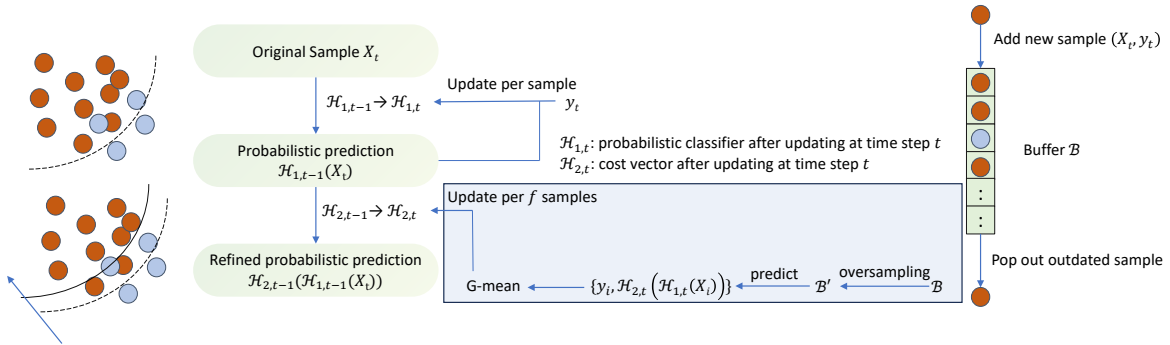 Original Sample $X_t$
$\mathcal{H}_{1,t-1} \rightarrow \mathcal{H}_{1,t}$
Update per sample
$y_t$
Probabilistic prediction
$\mathcal{H}_{1,t-1}(X_t)$
$\mathcal{H}_{1,t}$: probabilistic classifier after updating at time step $t$
$\mathcal{H}_{2,t}$: cost vector after updating at time step $t$
Update per $f$ samples
$\mathcal{H}_{2,t-1} \rightarrow \mathcal{H}_{2,t}$
Refined probabilistic prediction
$\mathcal{H}_{2,t-1}(\mathcal{H}_{1,t-1}(X_t))$
G-mean
$\{y_i, \mathcal{H}_{2,t}(\mathcal{H}_{1,t}(X_i))\}$
predict
$\mathcal{B}'$
oversampling
$\mathcal{B}$
Add new sample $(X_t, y_t)$
Buffer $\mathcal{B}$
:
:
Pop out outdated sample